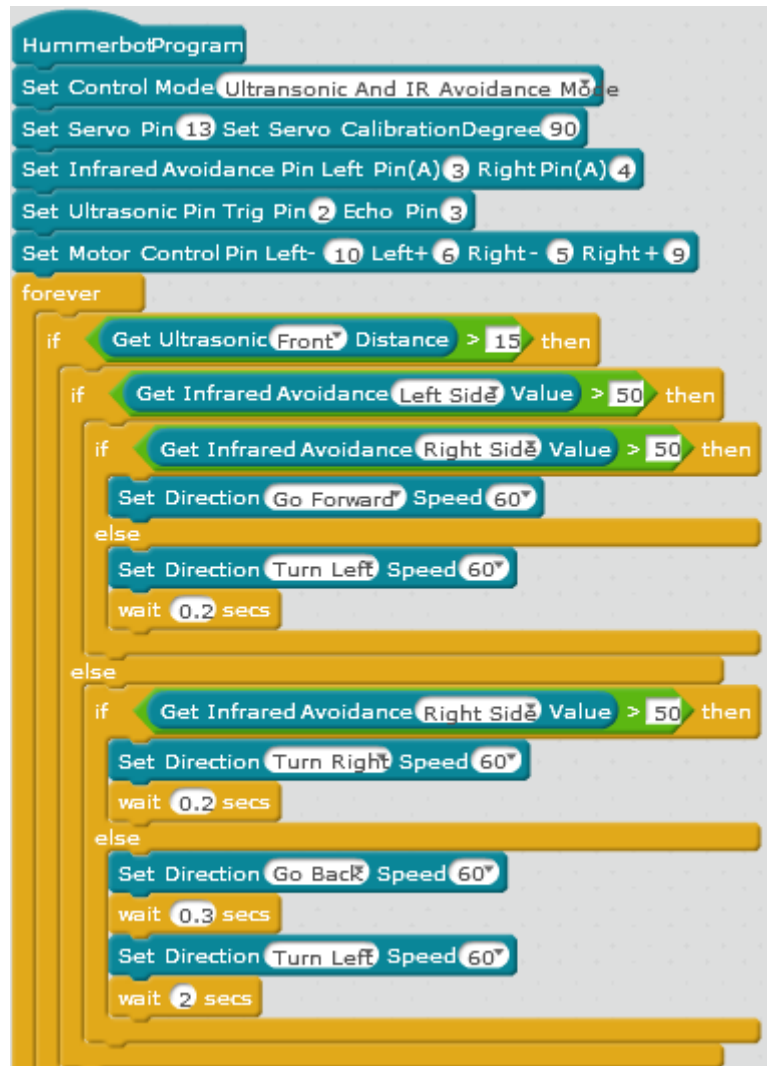 HummerbotProgram
Set Control Mode Ultransonic And IR Avoidance Mode
Set Servo Pin 13 Set Servo CalibrationDegree 90
Set Infrared Avoidance Pin Left Pin(A) 3 Right Pin(A) 4
Set Ultrasonic Pin Trig Pin 2 Echo Pin 3
Set Motor Control Pin Left- 10 Left+ 6 Right- 5 Right+ 9
forever
if Get Ultrasonic Front Distance > 15 then
if Get Infrared Avoidance Left Side Value > 50 then
if Get Infrared Avoidance Right Side Value > 50 then
Set Direction Go Forward Speed 60
else
Set Direction Turn Left Speed 60
wait 0.2 secs
else
if Get Infrared Avoidance Right Side Value > 50 then
Set Direction Turn Right Speed 60
wait 0.2 secs
else
Set Direction Go Back Speed 60
wait 0.3 secs
Set Direction Turn Left Speed 60
wait 2 secs